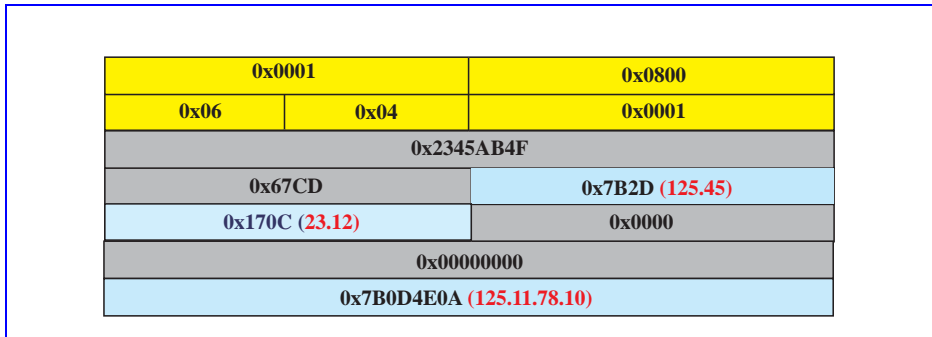 0x0001 0x0800
0x06 0x04 0x0001
0x2345AB4F
0x67CD 0x7B2D (125.45)
0x170C (23.12) 0x0000
0x00000000
0x7B0D4E0A (125.11.78.10)